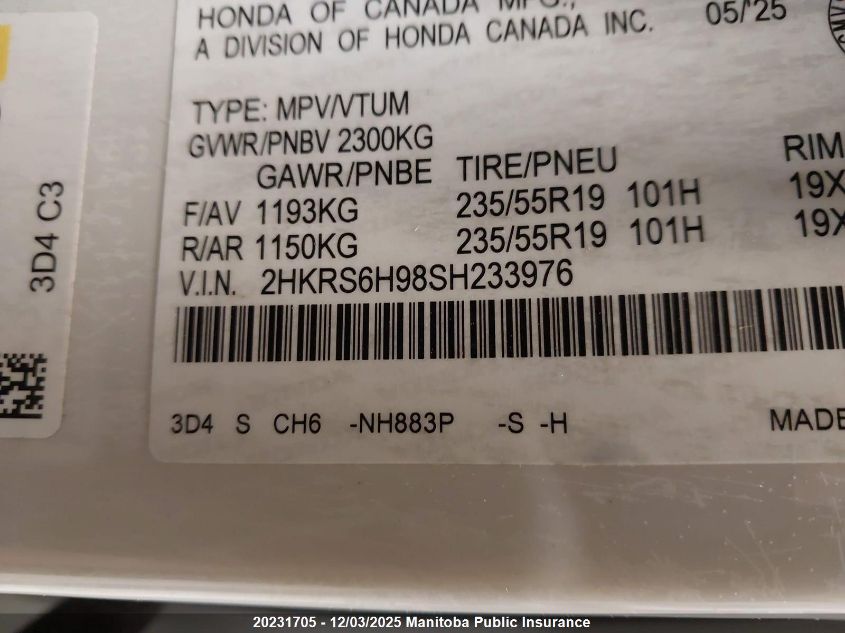 HONDA OF CANADA MFG.,
A DIVISION OF HONDA CANADA INC. 05/25
TYPE: MPV/VTUM
GVWR/PNBV 2300KG
GAWR/PNBE TIRE/PNEU RIM
F/AV 1193KG 235/55R19 101H 19X
R/AR 1150KG 235/55R19 101H 19X
V.I.N. 2HKRS6H98SH233976
3D4 S CH6 -NH883P -S -H MADE
3D4 C3
20231705 - 12/03/2025 Manitoba Public Insurance